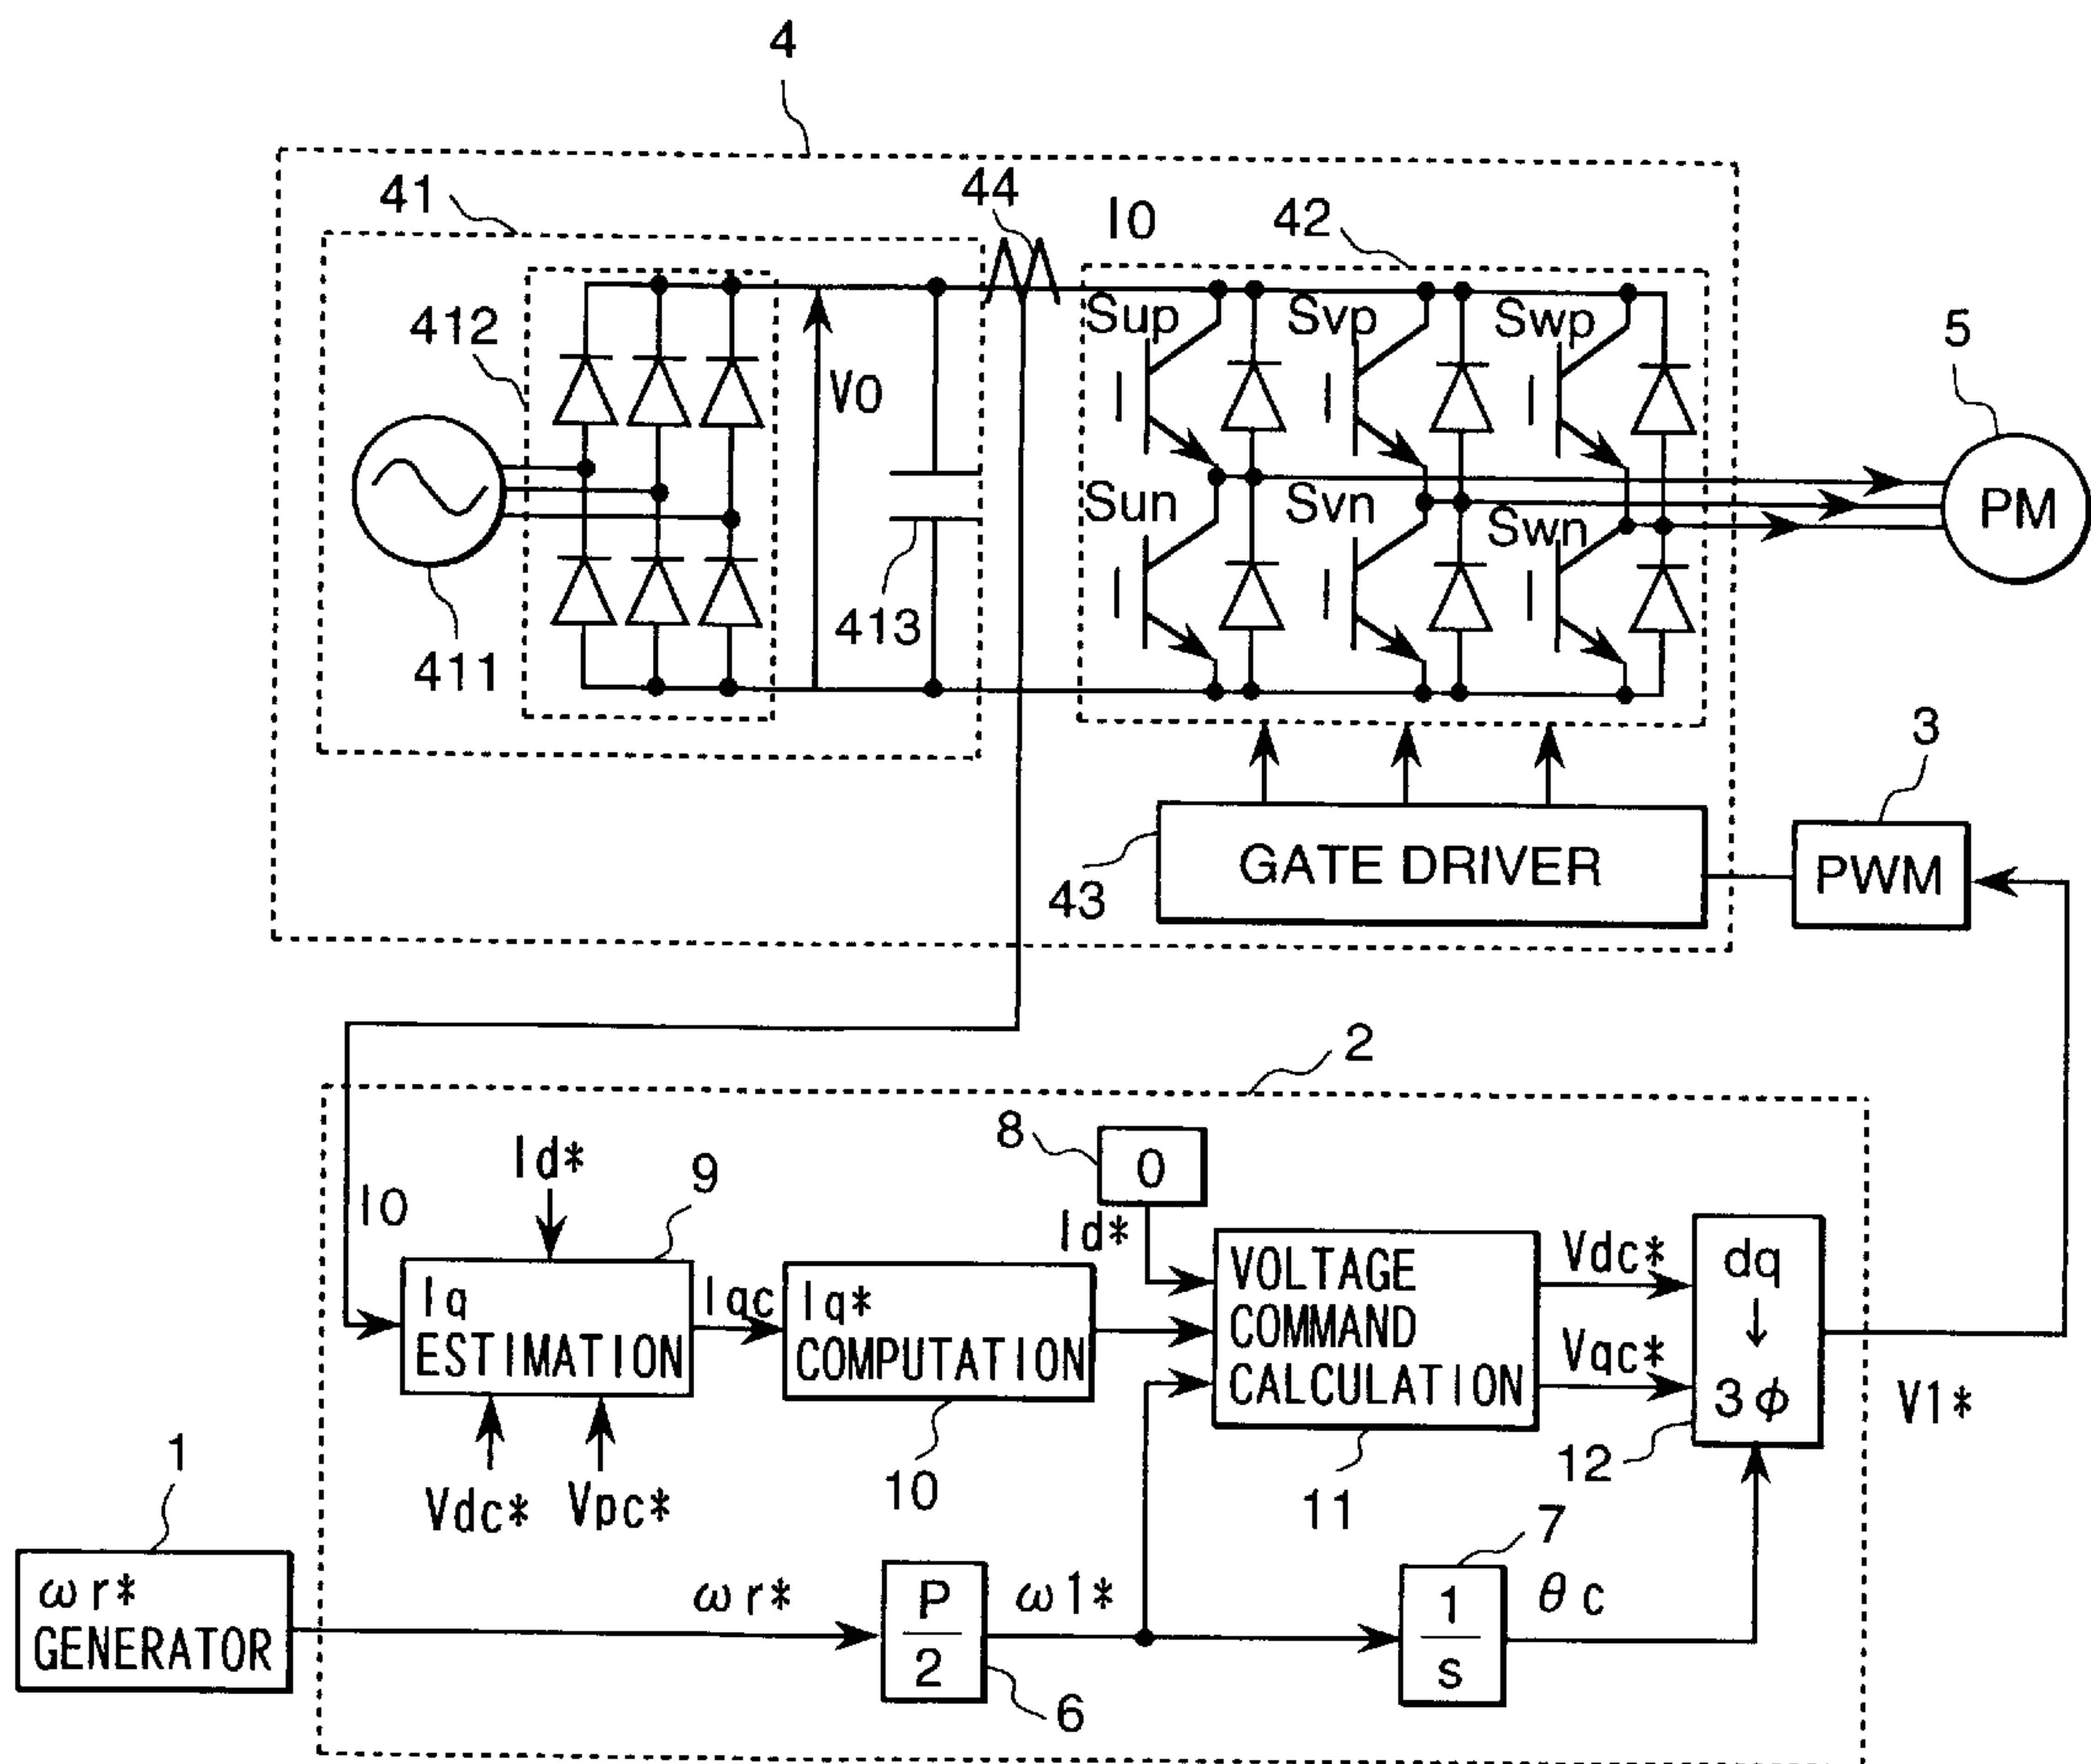 4
41
44
I0
42
412
Sup
Svp
Swp
5
V0
Sun
Svn
Swn
PM
413
411
3
GATE DRIVER
PWM
43
2
8
0
Id*
9
I0
Id*
Iq
ESTIMATION
Iqc
Iq*
COMPUTATION
VOLTAGE
COMMAND
CALCULATION
Vdc*
Vqc*
dq
↓
3φ
V1*
10
11
12
1
Vdc*
Vpc*
7
ωr*
GENERATOR
ωr*
P
2
ω1*
1
s
θc
6